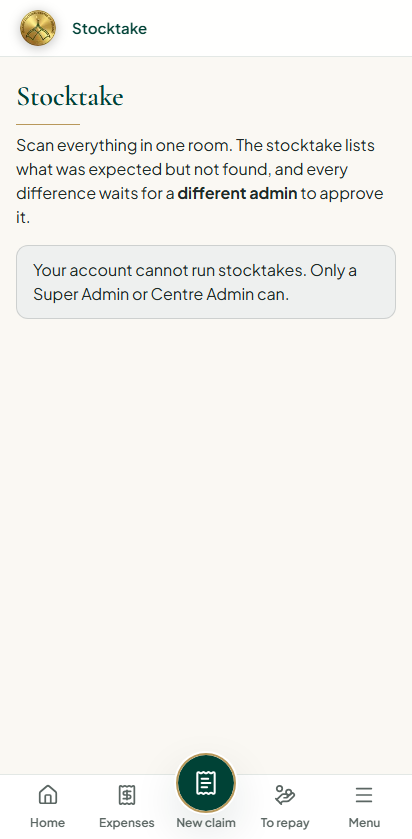 Stocktake
Stocktake
Scan everything in one room. The stocktake lists
what was expected but not found, and every
difference waits for a different admin to approve
it.
Your account cannot run stocktakes. Only a
Super Admin or Centre Admin can.
Home
Expenses
New claim
To repay
Menu